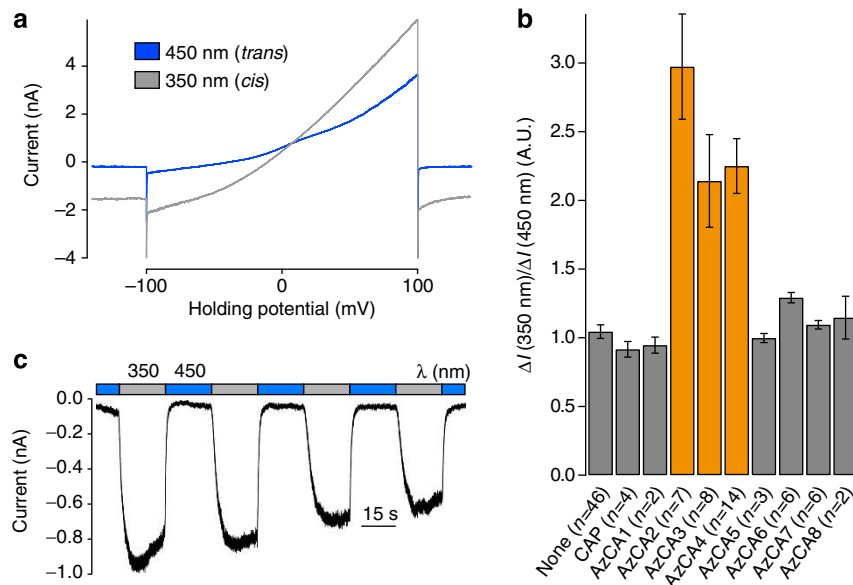 a
450 nm (trans)
350 nm (cis)
Current (nA)
4
2
0
−2
−4
−100
0
100
Holding potential (mV)
b
ΔI (350 nm)/ΔI (450 nm) (A.U.)
3.0
2.5
2.0
1.5
1.0
0.5
0.0
None (n=46)
CAP (n=4)
AzCA1 (n=2)
AzCA2 (n=7)
AzCA3 (n=8)
AzCA4 (n=14)
AzCA5 (n=3)
AzCA6 (n=6)
AzCA7 (n=6)
AzCA8 (n=2)
c
350 450 λ (nm)
Current (nA)
0.0
−0.2
−0.4
−0.6
−0.8
−1.0
15 s